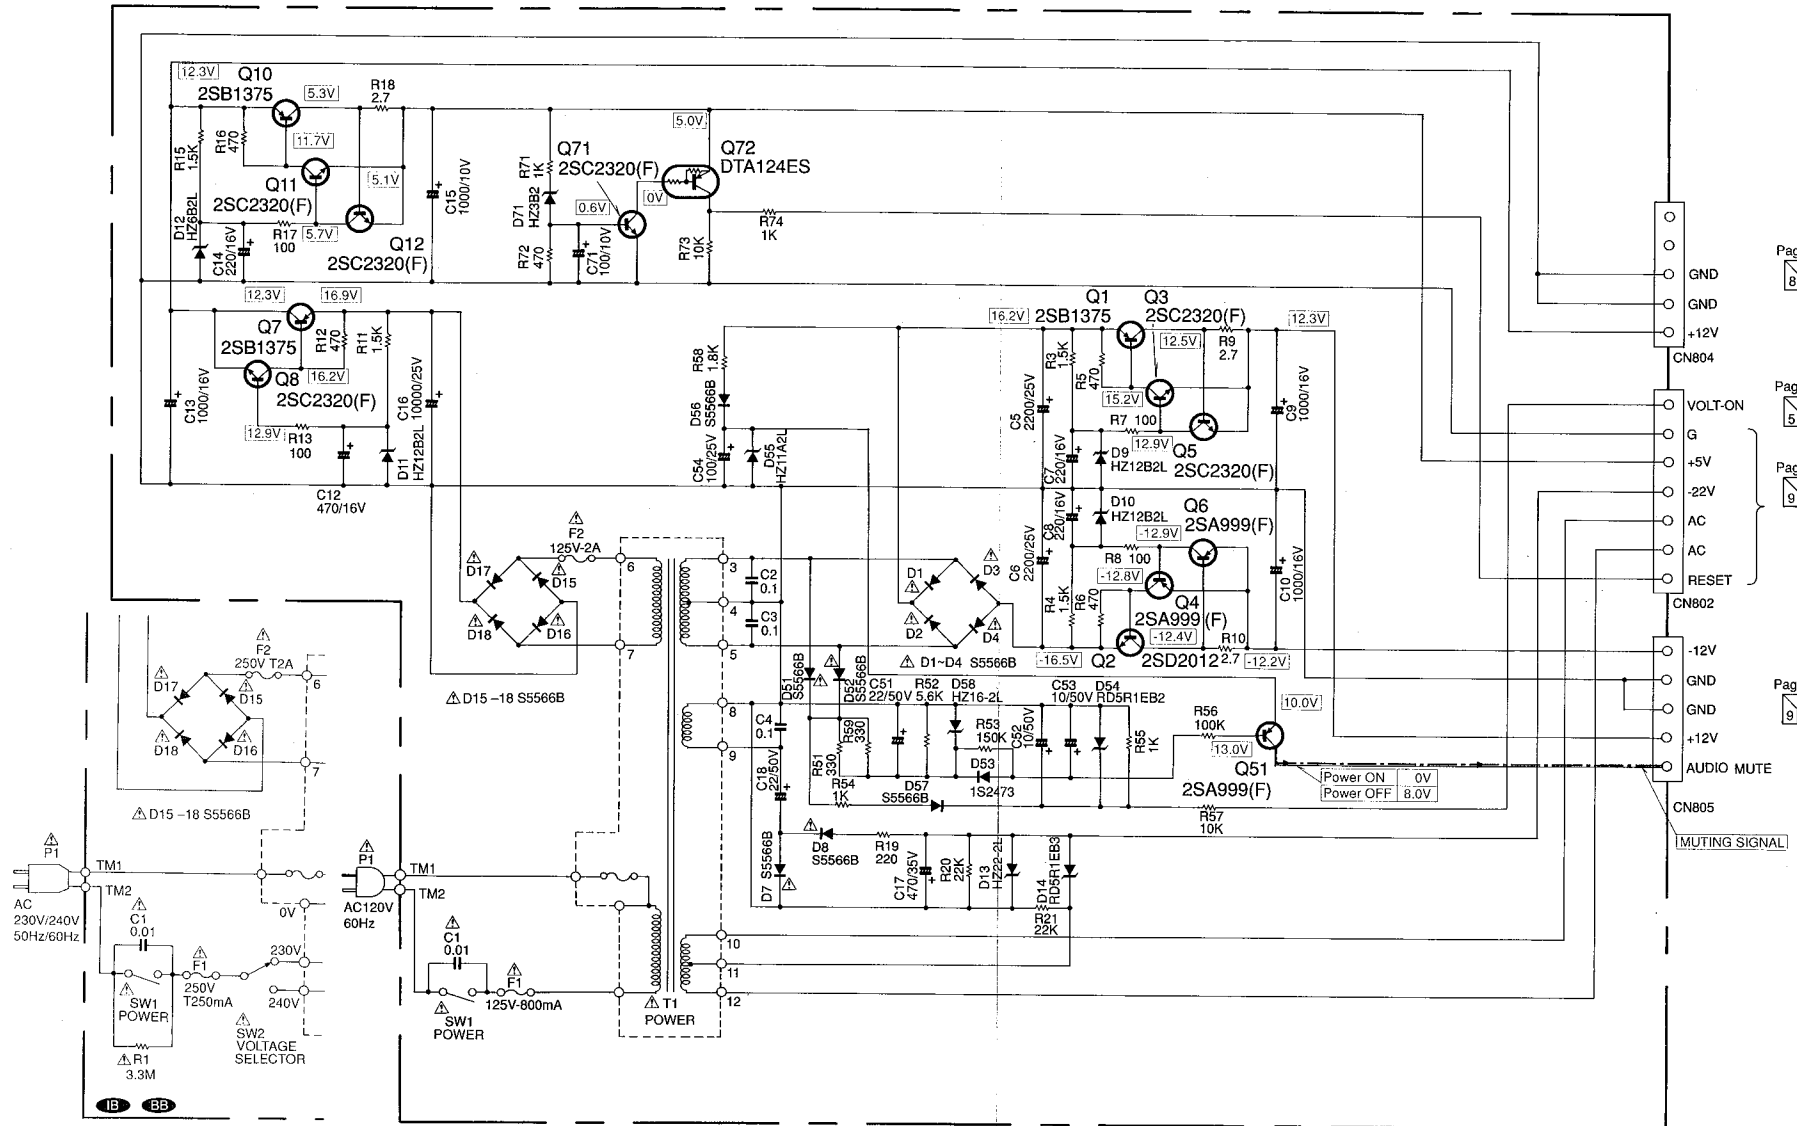 12.3V
Q10
2SB1375
5.3V
R18
2.7
R15
1.5K
R16
470
11.7V
Q11
2SC2320(F)
5.1V
D12
HZ6B2L
R17
100
5.7V
C14
220/16V
Q12
2SC2320(F)
C15
1000/10V
R71
1K
Q71
2SC2320(F)
D71
HZ3B2
0.6V
R72
470
C71
100/10V
5.0V
Q72
DTA124ES
0V
R73
10K
R74
1K
12.3V
16.9V
Q7
2SB1375
R12
470
R11
1.5K
Q8
2SC2320(F)
16.2V
C16
10000/25V
C13
1000/16V
12.9V
R13
100
D11
HZ12B2L
C12
470/16V
R58
1.8K
D56
S5566B
C54
100/25V
D55
HZ11A2L
16.2V
Q1
2SB1375
Q3
2SC2320(F)
12.5V
R9
2.7
12.3V
R3
1.5K
R5
470
C5
2200/25V
15.2V
R7 100
12.9V
Q5
2SC2320(F)
C9
1000/16V
C7
220/16V
D9
HZ12B2L
C8
220/16V
D10
HZ12B2L
Q6
2SA999(F)
-12.9V
C6
2200/25V
R8 100
-12.8V
R4
1.5K
R6
470
Q4
2SA999(F)
-12.4V
C10
1000/16V
R10
2.7
-16.5V
Q2
2SD2012
-12.2V
GND
GND
+12V
CN804
VOLT-ON
G
+5V
-22V
AC
AC
RESET
CN802
-12V
GND
GND
+12V
AUDIO MUTE
CN805
MUTING SIGNAL
Pag
8
Pag
5
Pag
9
Pag
9
F2
125V-2A
D17
D15
D18
D16
D15 –18 S5566B
6
7
3
4
5
8
9
10
11
12
C2
0.1
C3
0.1
D1
D3
D2
D4
D1~D4 S5566B
D51
S5566B
D52
S5566B
C4
0.1
C51
22/50V
R52
5.6K
D58
HZ16-2L
C53
10/50V
D54
RD5R1EB2
R59
330
R51
330
R53
150K
C52
10/50V
R55
1K
R56
100K
10.0V
13.0V
Q51
2SA999(F)
Power ON 0V
Power OFF 8.0V
C18
22/50V
R54
1K
D57
S5566B
D53
1S2473
R57
10K
D8
S5566B
R19
220
D7 S5566B
C17
470/35V
R20
22K
D13
HZ22-2L
D14
RD5R1EB3
R21
22K
F2
250V T2A
D17
D15
D18
D16
6
7
D15 –18 S5566B
P1
TM1
TM2
AC
230V/240V
50Hz/60Hz
C1
0.01
0V
230V
240V
F1
250V
T250mA
SW1
POWER
SW2
VOLTAGE
SELECTOR
R1
3.3M
IB
BB
P1
TM1
TM2
AC120V
60Hz
C1
0.01
F1
125V-800mA
SW1
POWER
T1
POWER